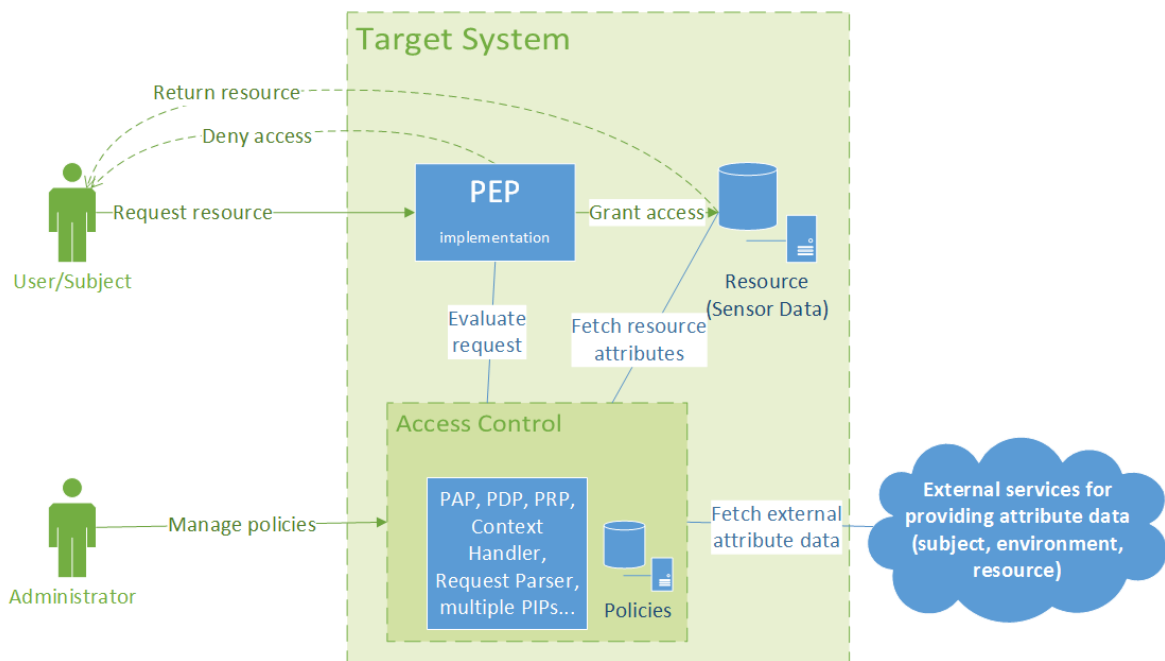 Target System
Return resource
Deny access
PEP
implementation
Request resource
Grant access
User/Subject
Resource
(Sensor Data)
Evaluate
request
Fetch resource
attributes
Access Control
PAP, PDP, PRP,
Context
Handler,
Request Parser,
multiple PIPs...
Policies
Manage policies
Administrator
Fetch external
attribute data
External services for
providing attribute data
(subject, environment,
resource)